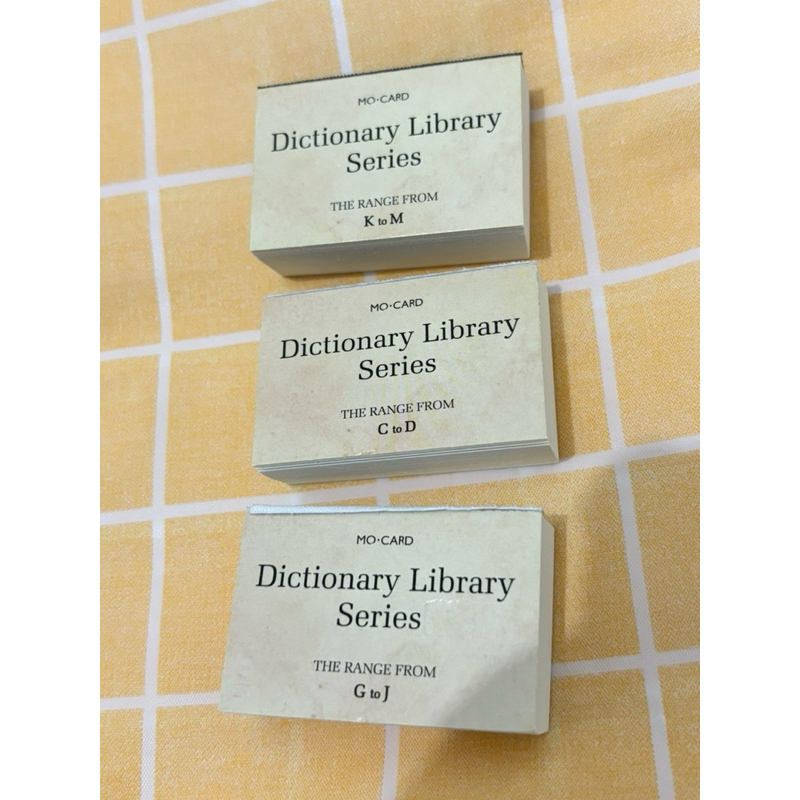 MO•CARD
Dictionary Library
Series
THE RANGE FROM
K to M
MO•CARD
Dictionary Library
Series
THE RANGE FROM
C to D
MO•CARD
Dictionary Library
Series
THE RANGE FROM
G to J